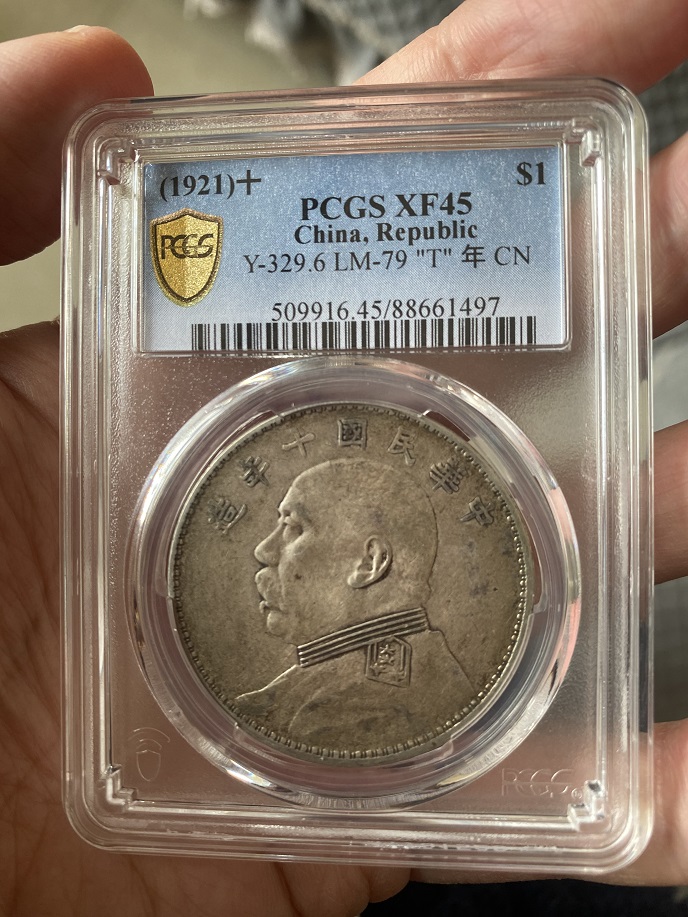 (1921)+ $1
PCGS XF45
China, Republic
PCGS
Y-329.6 LM-79 "T" 年 CN
509916.45/88661497
造年十國民華中
PCGS